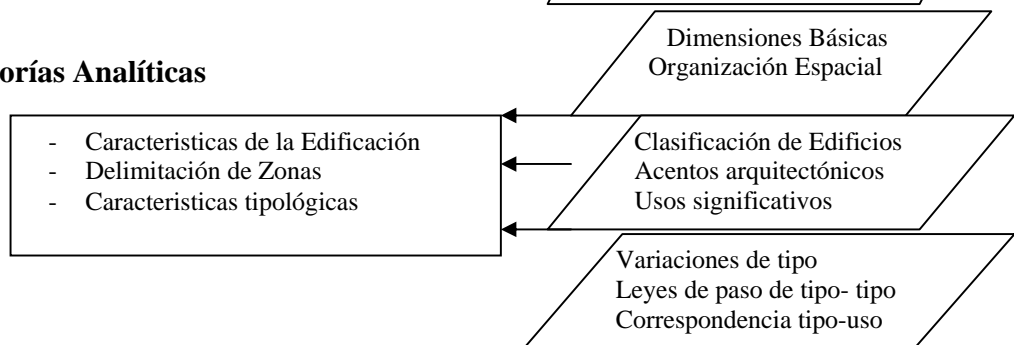 Dimensiones Básicas
Organización Espacial
orías Analíticas
- Caracteristicas de la Edificación
- Delimitación de Zonas
- Caracteristicas tipológicas
Clasificación de Edificios
Acentos arquitectónicos
Usos significativos
Variaciones de tipo
Leyes de paso de tipo- tipo
Correspondencia tipo-uso